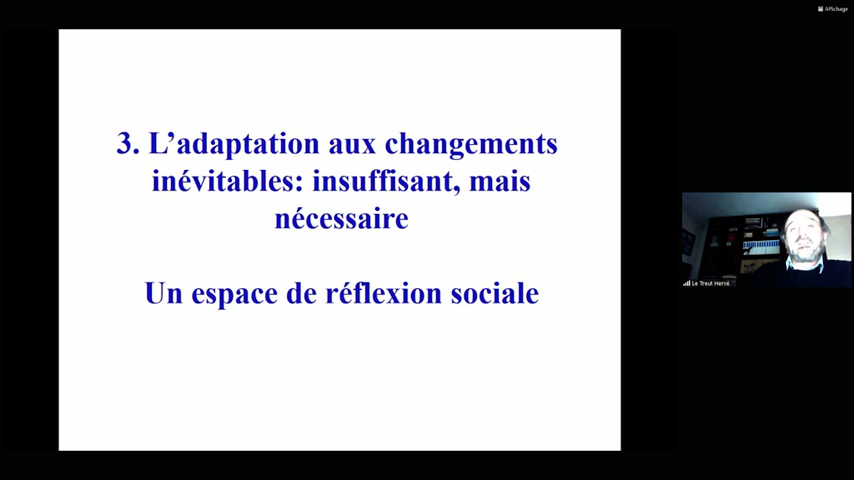 Affichage
3. L'adaptation aux changements
inévitables: insuffisant, mais
nécessaire
Un espace de réflexion sociale
Le Treut Hervé